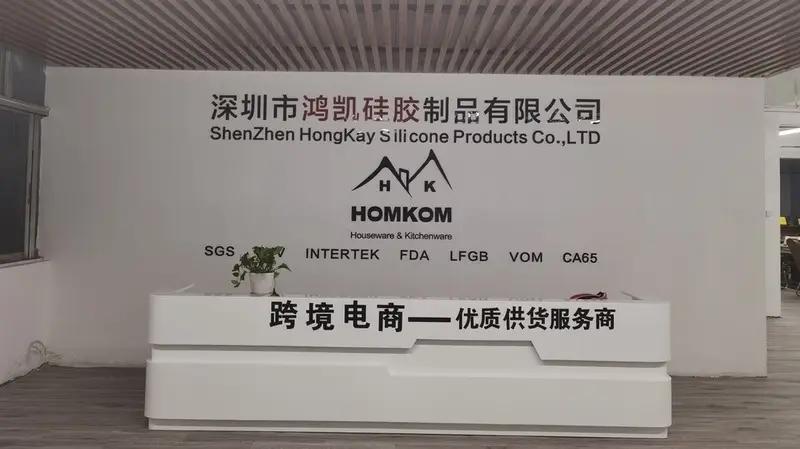 深圳市鸿凯硅胶制品有限公司
ShenZhen HongKay Silicone Products Co.,LTD
H K
HOMKOM
Houseware & Kitchenware
SGS INTERTEK FDA LFGB VOM CA65
跨境电商——优质供货服务商